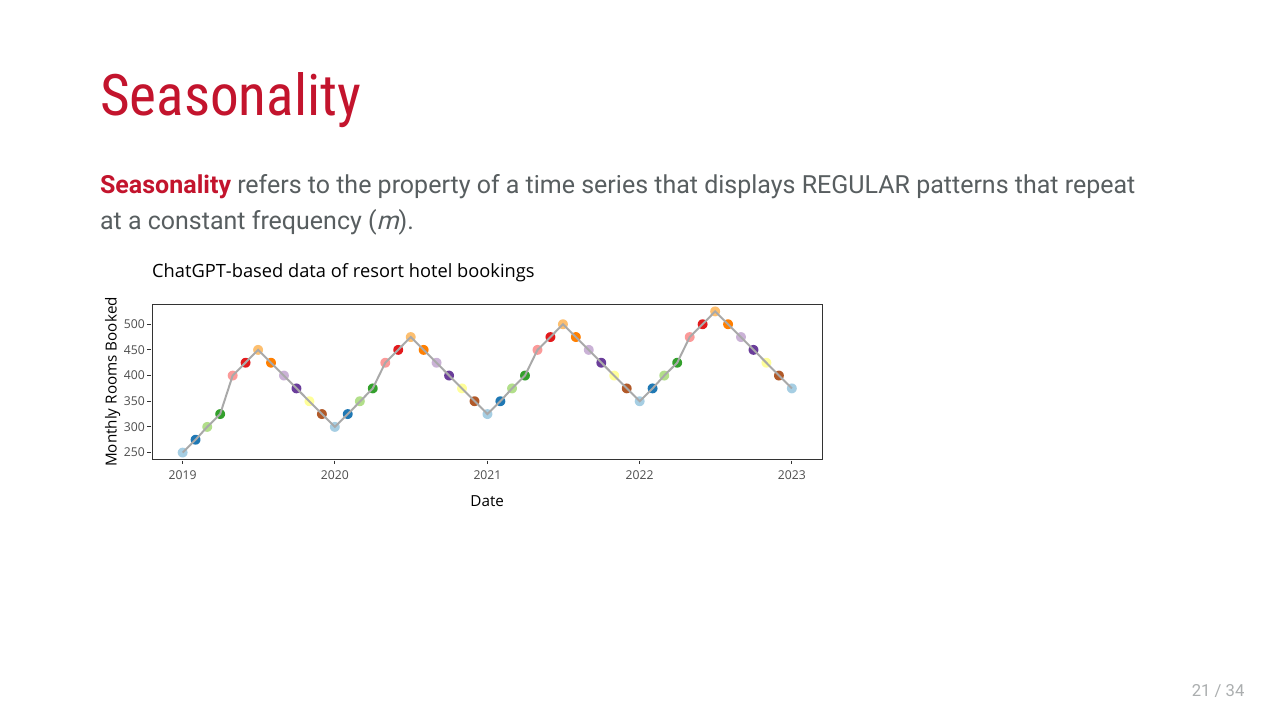 Seasonality
Seasonality refers to the property of a time series that displays REGULAR patterns that repeat
at a constant frequency (m).
ChatGPT-based data of resort hotel bookings
Monthly Rooms Booked
500
450
400
350
300
250
2019 2020 2021 2022 2023
Date
21 / 34